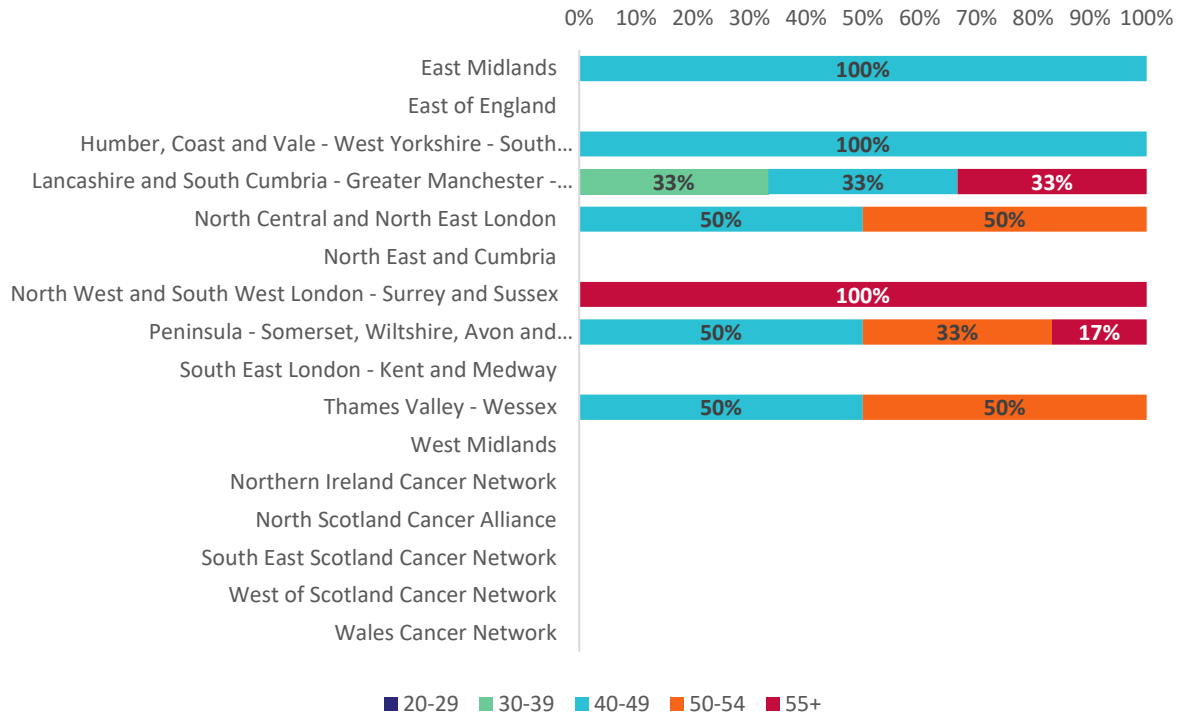 0% 10% 20% 30% 40% 50% 60% 70% 80% 90% 100%
East Midlands 100%
East of England
Humber, Coast and Vale - West Yorkshire - South... 100%
Lancashire and South Cumbria - Greater Manchester -... 33% 33% 33%
North Central and North East London 50% 50%
North East and Cumbria
North West and South West London - Surrey and Sussex 100%
Peninsula - Somerset, Wiltshire, Avon and... 50% 33% 17%
South East London - Kent and Medway
Thames Valley - Wessex 50% 50%
West Midlands
Northern Ireland Cancer Network
North Scotland Cancer Alliance
South East Scotland Cancer Network
West of Scotland Cancer Network
Wales Cancer Network
20-29 30-39 40-49 50-54 55+